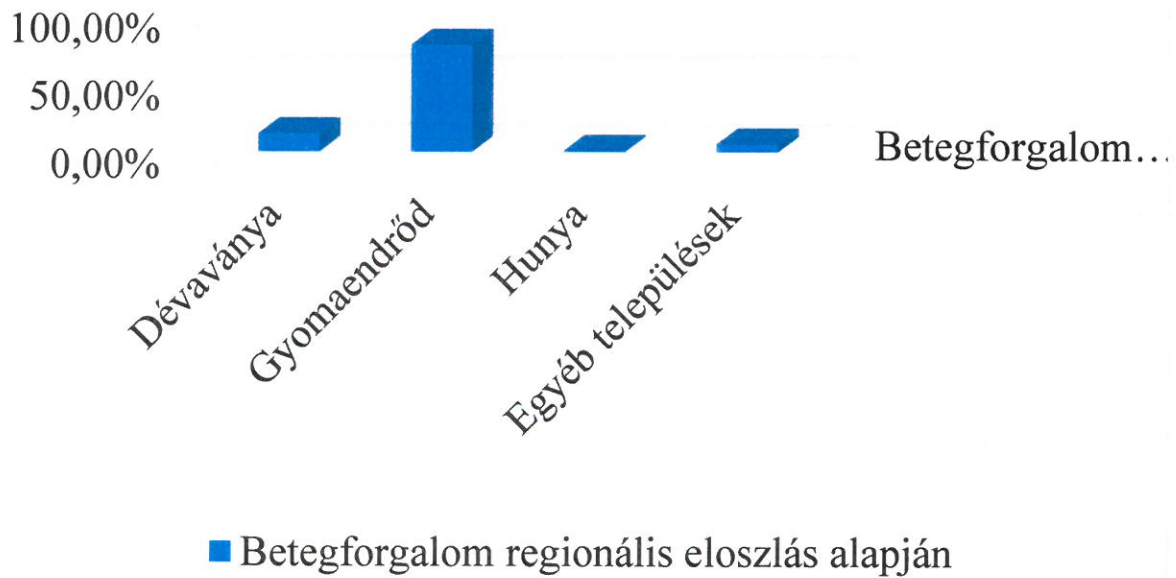 100,00%
50,00%
0,00%
Betegforgalom…
Dévaványa
Gyomaendrőd
Hunya
Egyéb települések
Betegforgalom regionális eloszlás alapján